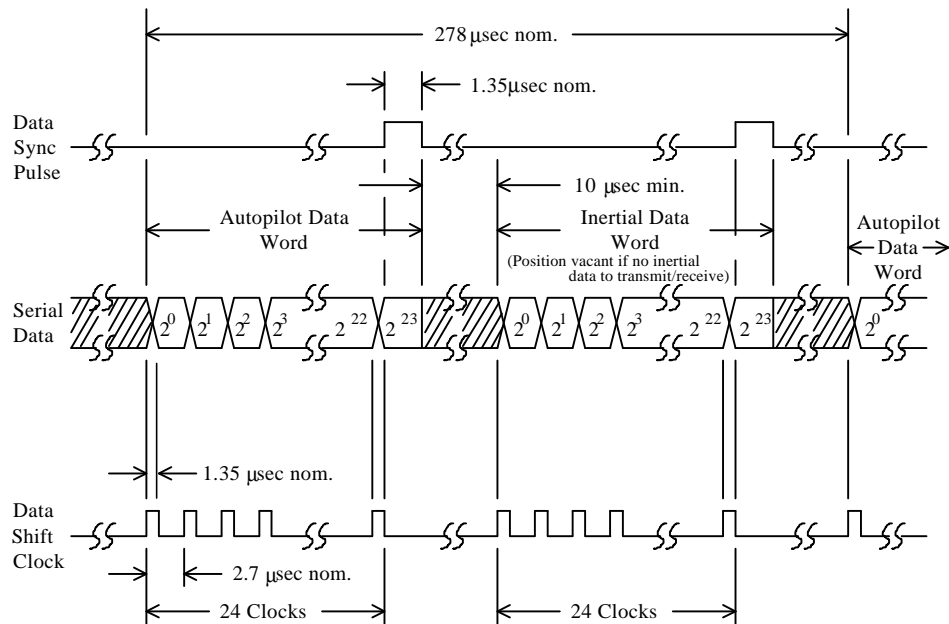 278 μsec nom.
1.35μsec nom.
Data
Sync
Pulse
10 μsec min.
Autopilot Data
Word
Inertial Data
Word
(Position vacant if no inertial
data to transmit/receive)
Autopilot
Data
Word
Serial
Data
2^0 2^1 2^2 2^3 2^22 2^23 2^0 2^1 2^2 2^3 2^22 2^23 2^0
1.35 μsec nom.
Data
Shift
Clock
2.7 μsec nom.
24 Clocks 24 Clocks